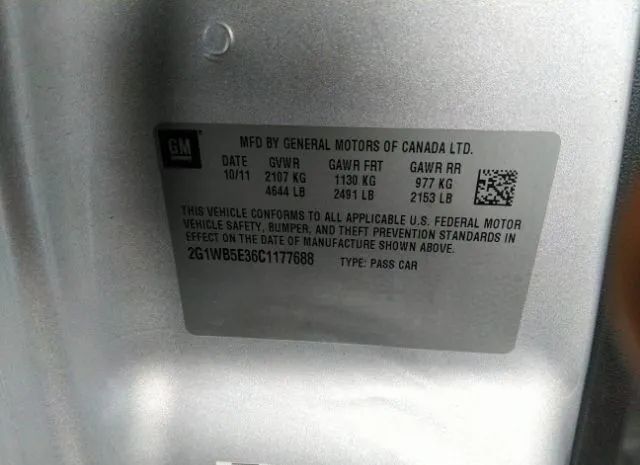 GM
MFD BY GENERAL MOTORS OF CANADA LTD.
DATE GVWR GAWR FRT GAWR RR
10/11 2107 KG 1130 KG 977 KG
4644 LB 2491 LB 2153 LB
THIS VEHICLE CONFORMS TO ALL APPLICABLE U.S. FEDERAL MOTOR
VEHICLE SAFETY, BUMPER, AND THEFT PREVENTION STANDARDS IN
EFFECT ON THE DATE OF MANUFACTURE SHOWN ABOVE.
2G1WB5E36C1177688 TYPE: PASS CAR